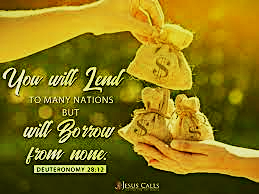 $
You will Lend
TO MANY NATIONS
$
BUT
will Borrow
$
$
from none.
DEUTERONOMY 28:12
JESUS CALLS